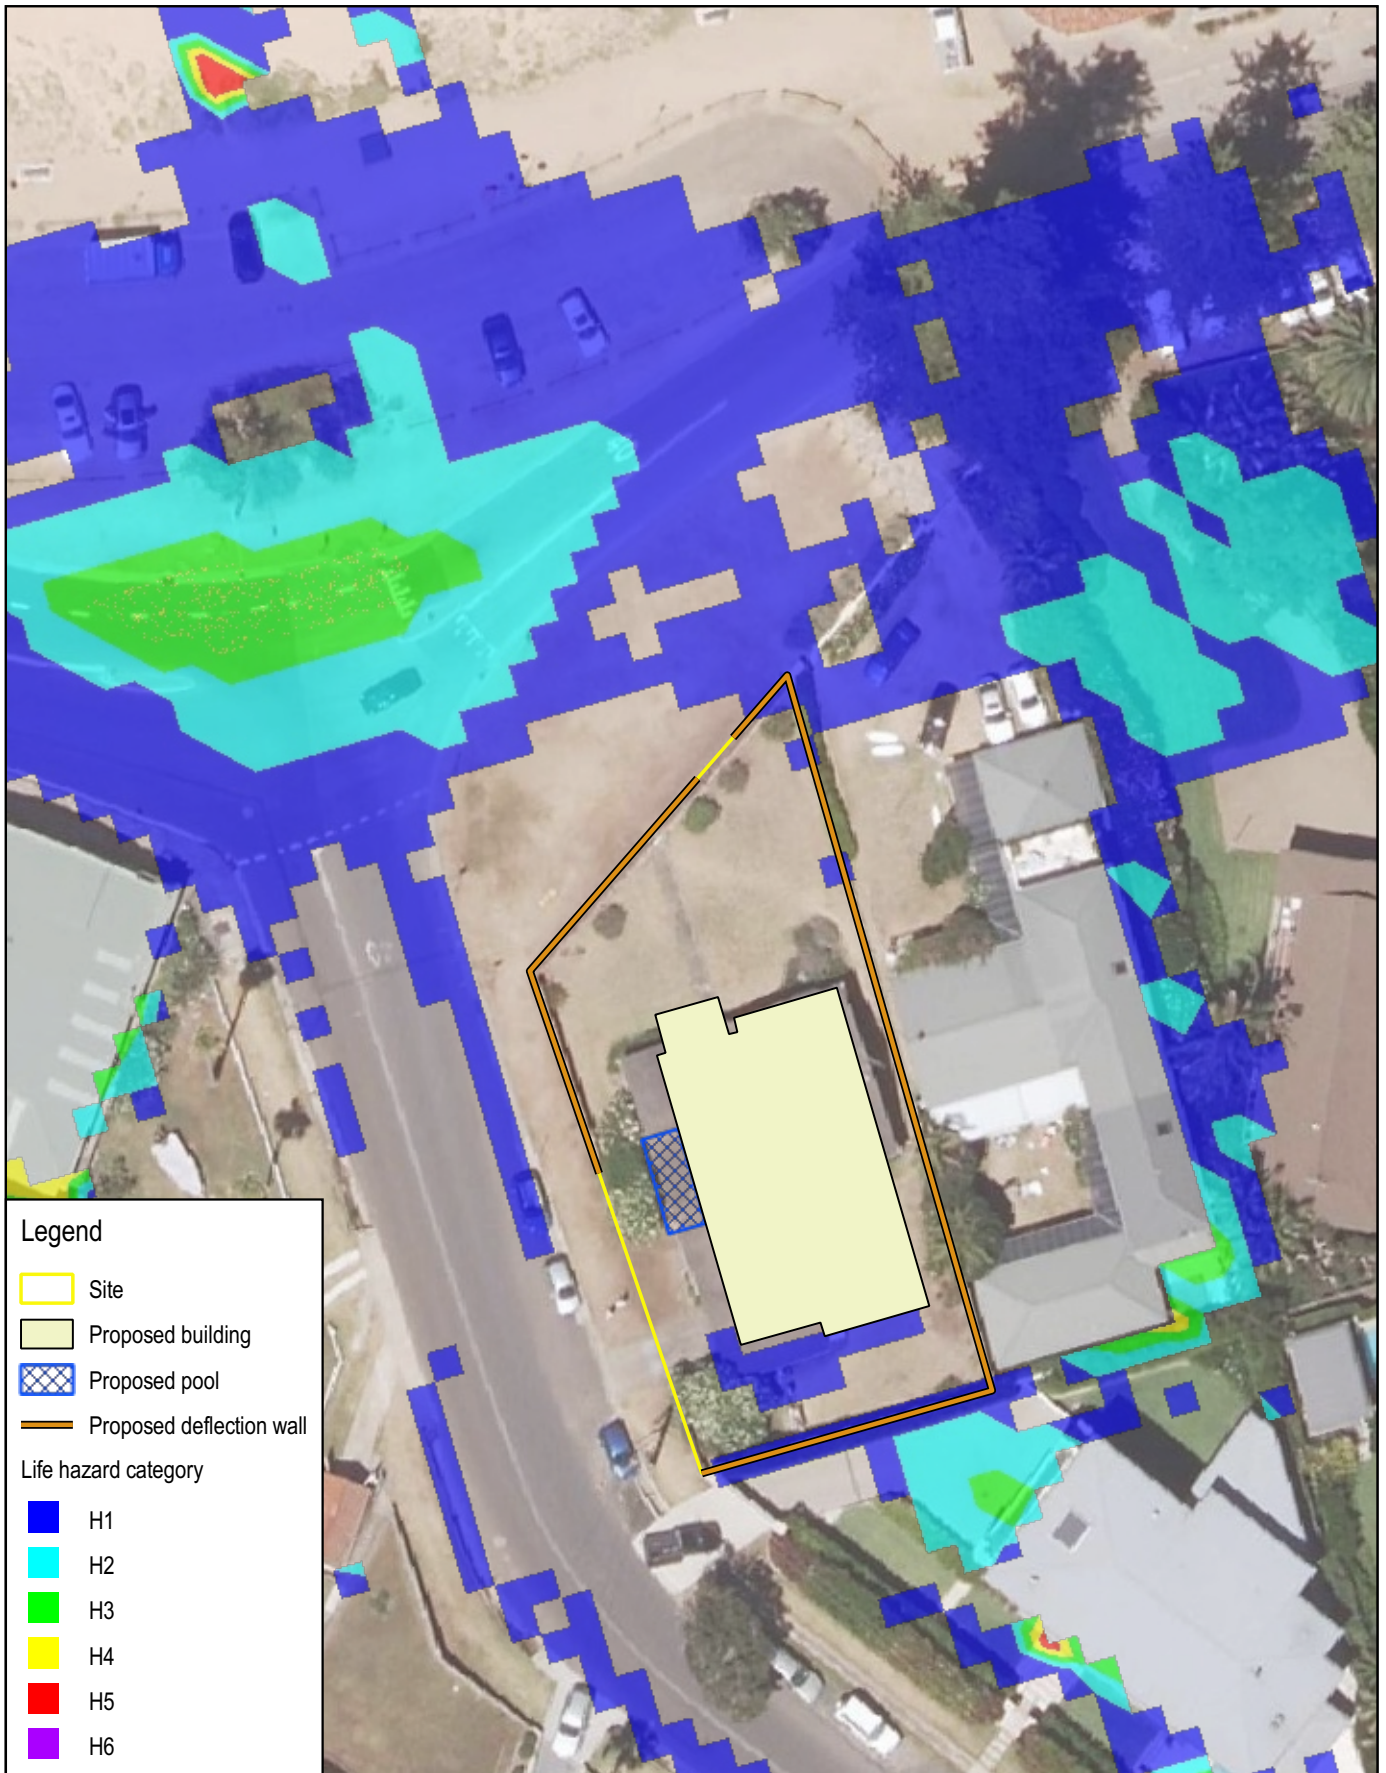 Legend
Site
Proposed building
Proposed pool
Proposed deflection wall
Life hazard category
H1
H2
H3
H4
H5
H6